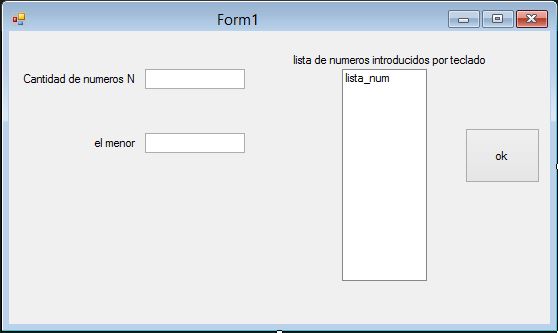 Form1
lista de numeros introducidos por teclado
Cantidad de numeros N
lista_num
el menor
ok